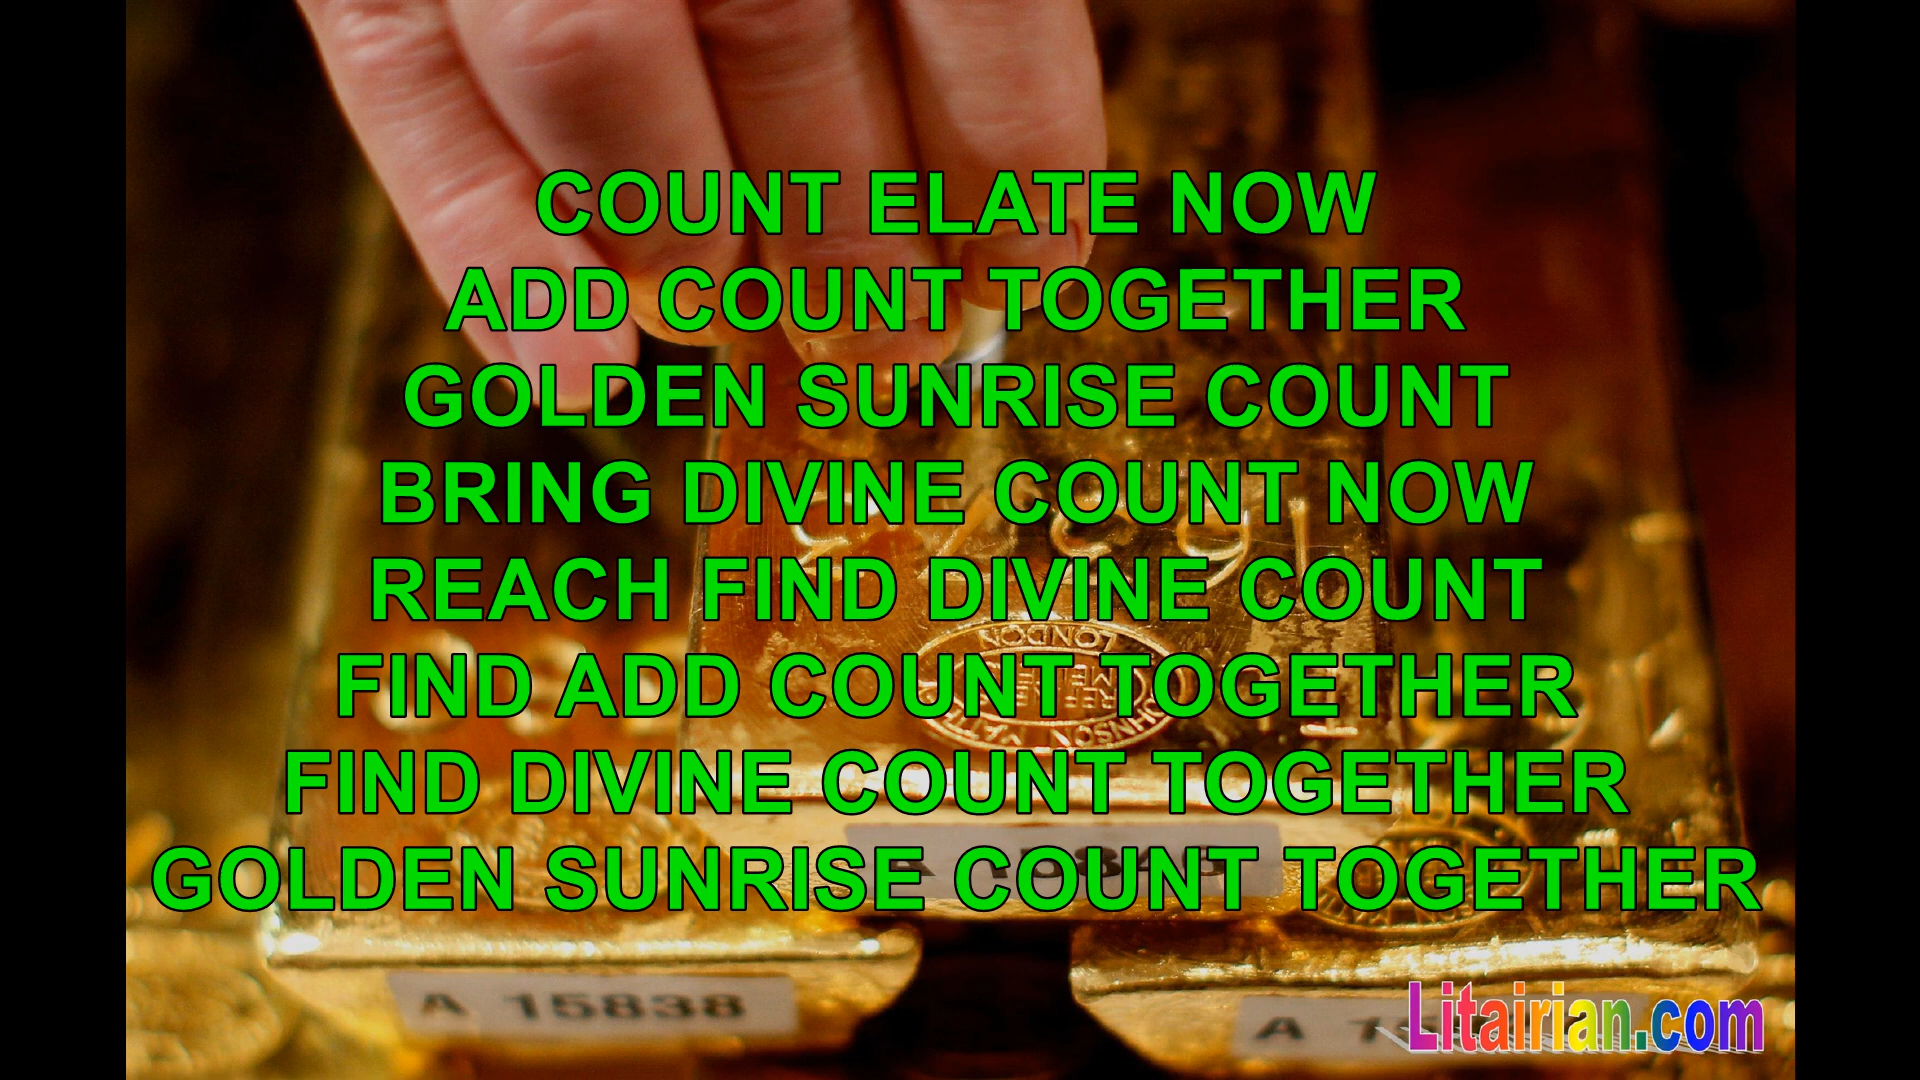 COUNT ELATE NOW
ADD COUNT TOGETHER
GOLDEN SUNRISE COUNT
BRING DIVINE COUNT NOW
REACH FIND DIVINE COUNT
FIND ADD COUNT TOGETHER
FIND DIVINE COUNT TOGETHER
GOLDEN SUNRISE COUNT TOGETHER
LONDON
A 15838
A
Litairian.com